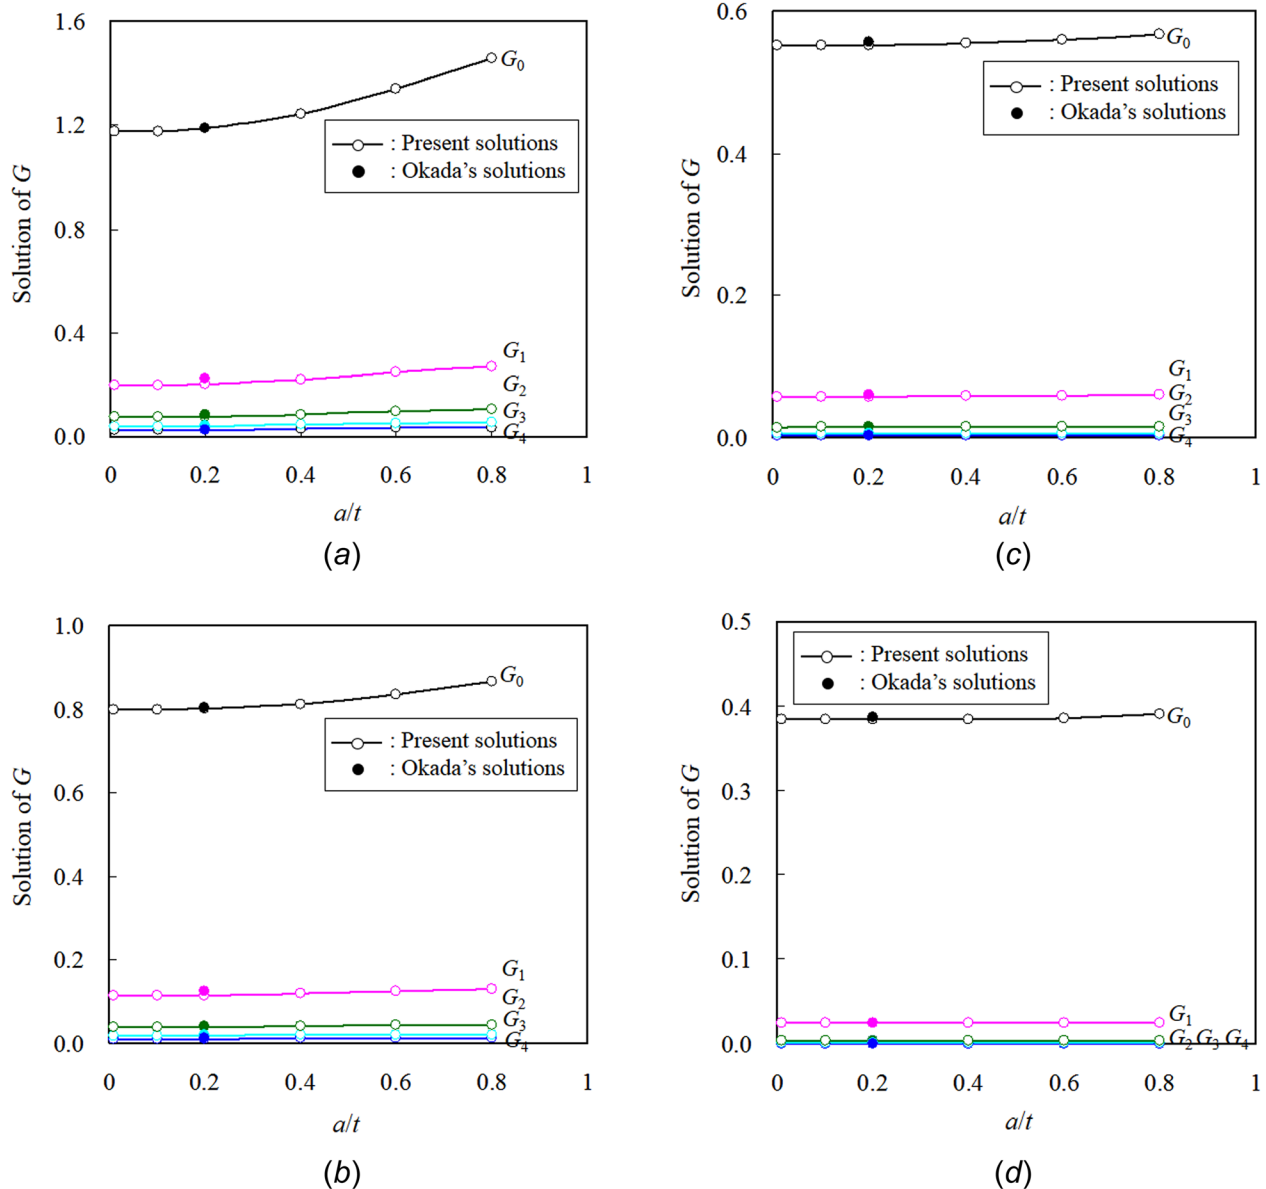 1.6
1.2
0.8
0.4
0.0
Solution of G
G0
: Present solutions
: Okada's solutions
G1
G2
G3
G4
0 0.2 0.4 0.6 0.8 1
a/t
(a)
0.6
0.4
0.2
0.0
Solution of G
G0
: Present solutions
: Okada's solutions
G1
G2
G3
G4
0 0.2 0.4 0.6 0.8 1
a/t
(c)
1.0
0.8
0.6
0.4
0.2
0.0
Solution of G
G0
: Present solutions
: Okada's solutions
G1
G2
G3
G4
0 0.2 0.4 0.6 0.8 1
a/t
(b)
0.5
0.4
0.3
0.2
0.1
0.0
Solution of G
: Present solutions
: Okada's solutions
G0
G1
G2 G3 G4
0 0.2 0.4 0.6 0.8 1
a/t
(d)